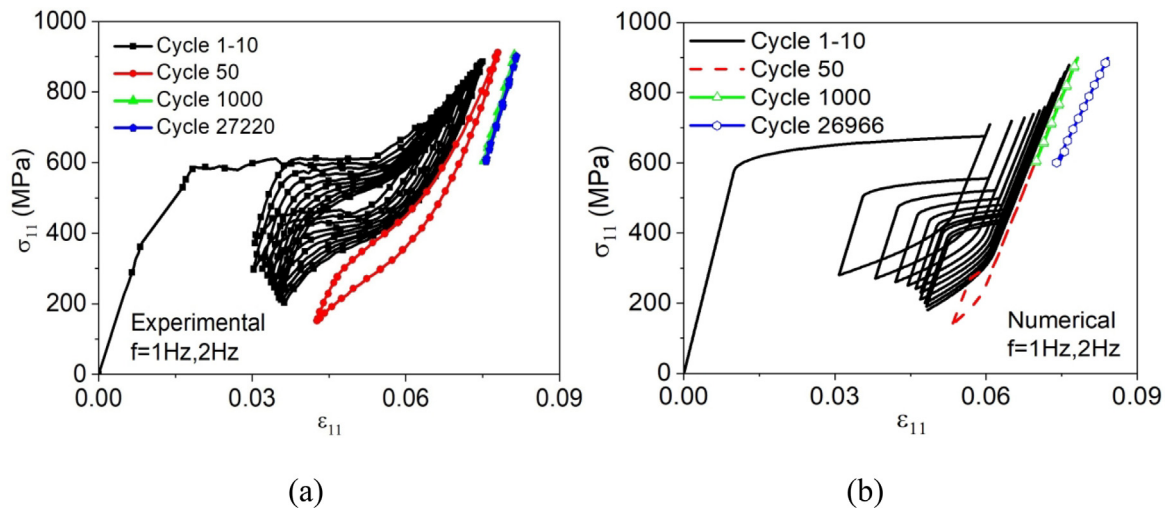 1000
800
600
400
200
0
σ11 (MPa)
Cycle 1-10
Cycle 50
Cycle 1000
Cycle 27220
Experimental
f=1Hz,2Hz
0.00
0.03
0.06
0.09
ε11
(a)
1000
800
600
400
200
0
σ11 (MPa)
Cycle 1-10
Cycle 50
Cycle 1000
Cycle 26966
Numerical
f=1Hz,2Hz
0.00
0.03
0.06
0.09
ε11
(b)